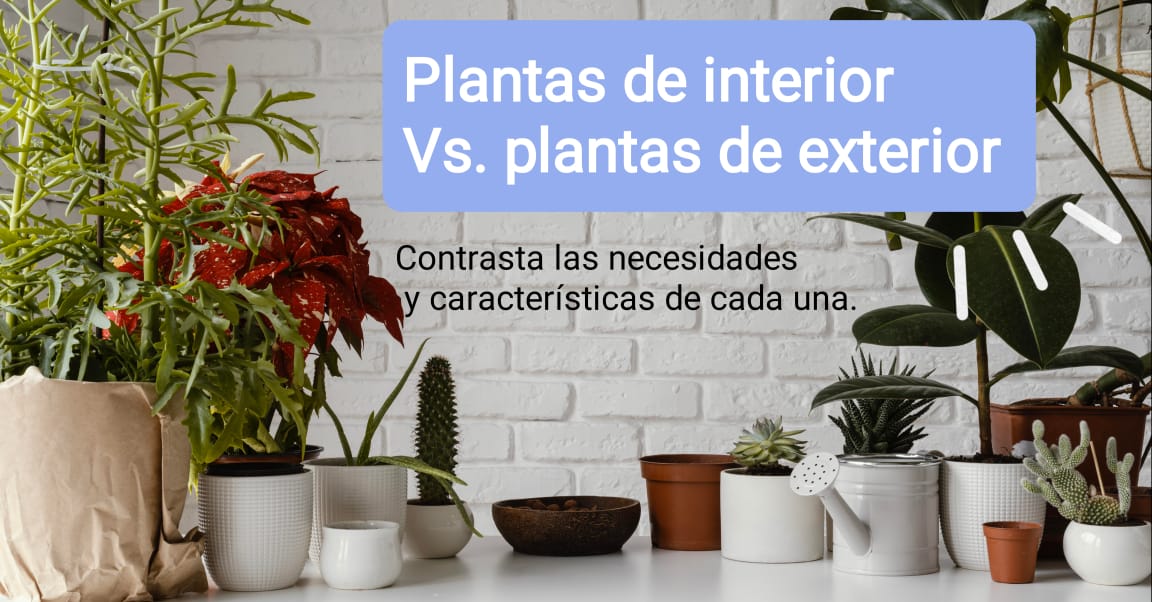 Plantas de interior
Vs. plantas de exterior
Contrasta las necesidades
y características de cada una.